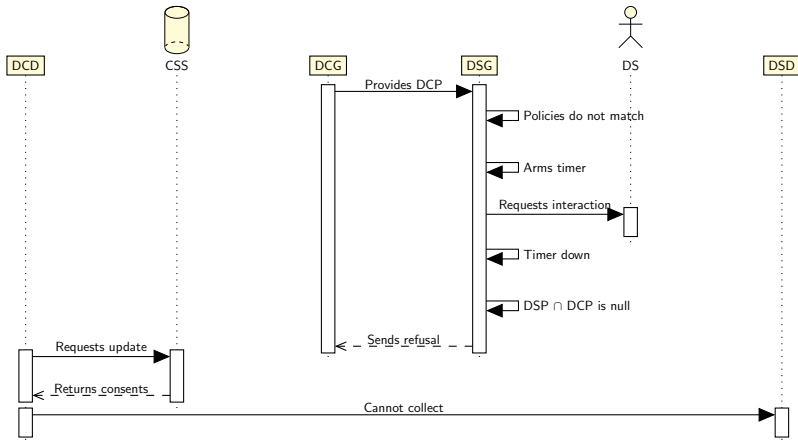 DCD
CSS
DCG
DSG
DS
DSD
Provides DCP
Policies do not match
Arms timer
Requests interaction
Timer down
DSP ∩ DCP is null
Sends refusal
Requests update
Returns consents
Cannot collect